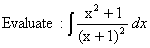 Evaluate : ∫ (x² + 1)/(x + 1)² dx